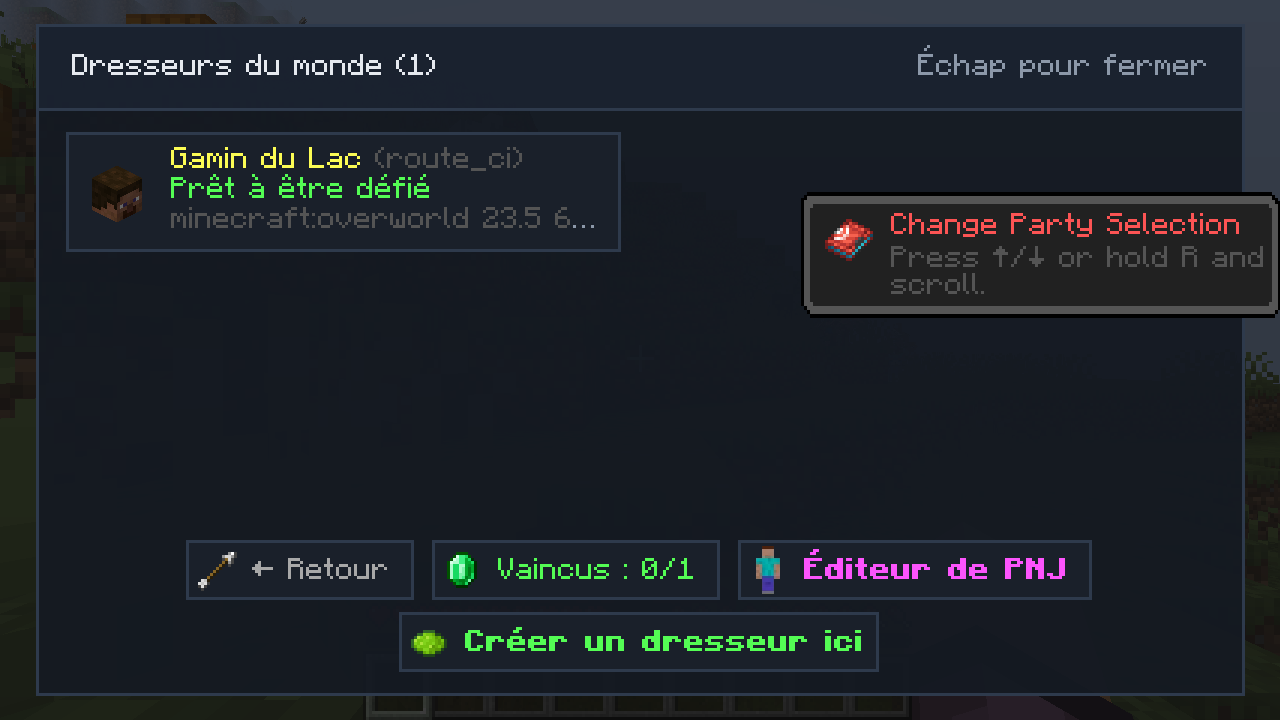 Dresseurs du monde (1)
Échap pour fermer
Gamin du Lac (route_ci)
Prêt à être défié
minecraft:overworld 23.5 6...
Change Party Selection
Press ↑/↓ or hold R and
scroll.
← Retour
Vaincus : 0/1
Éditeur de PNJ
Créer un dresseur ici